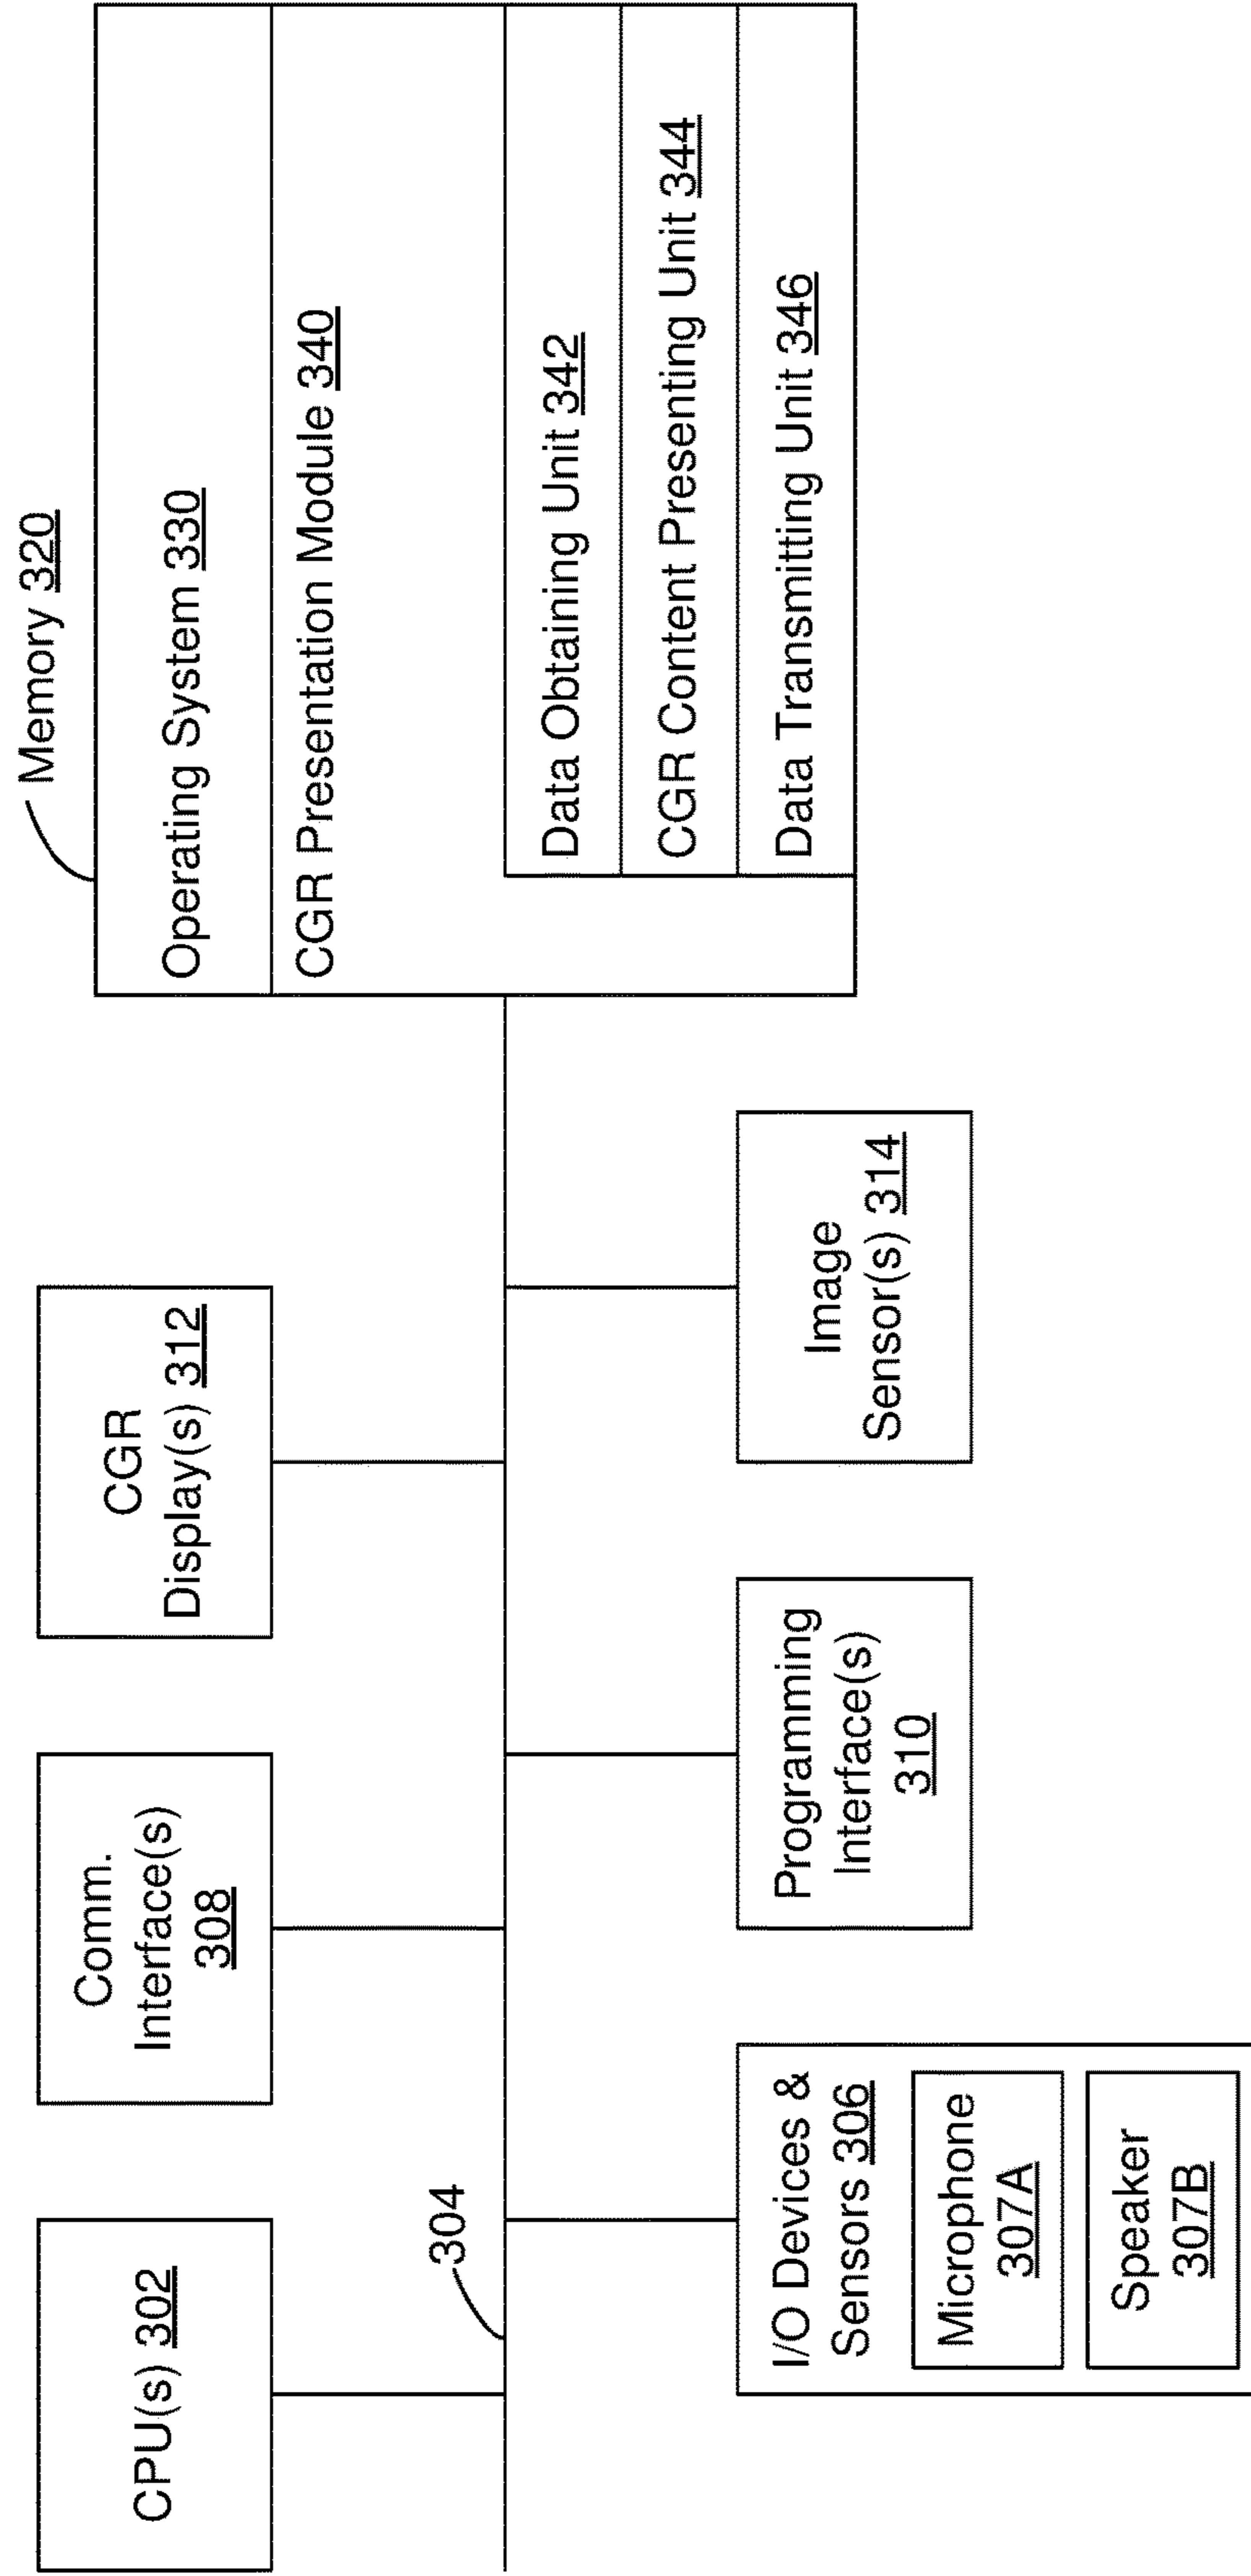 CPU(s) 302
Comm.
Interface(s)
308
CGR
Display(s) 312
Memory 320
Operating System 330
CGR Presentation Module 340
Data Obtaining Unit 342
CGR Content Presenting Unit 344
Data Transmitting Unit 346
304
I/O Devices &
Sensors 306
Microphone
307A
Speaker
307B
Programming
Interface(s)
310
Image
Sensor(s) 314